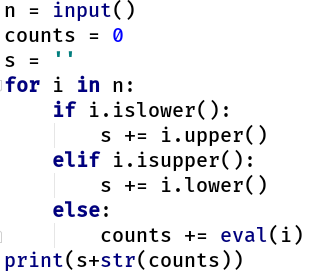 n = input()
counts = 0
s = ''
for i in n:
    if i.islower():
        s += i.upper()
    elif i.isupper():
        s += i.lower()
    else:
        counts += eval(i)
print(s+str(counts))